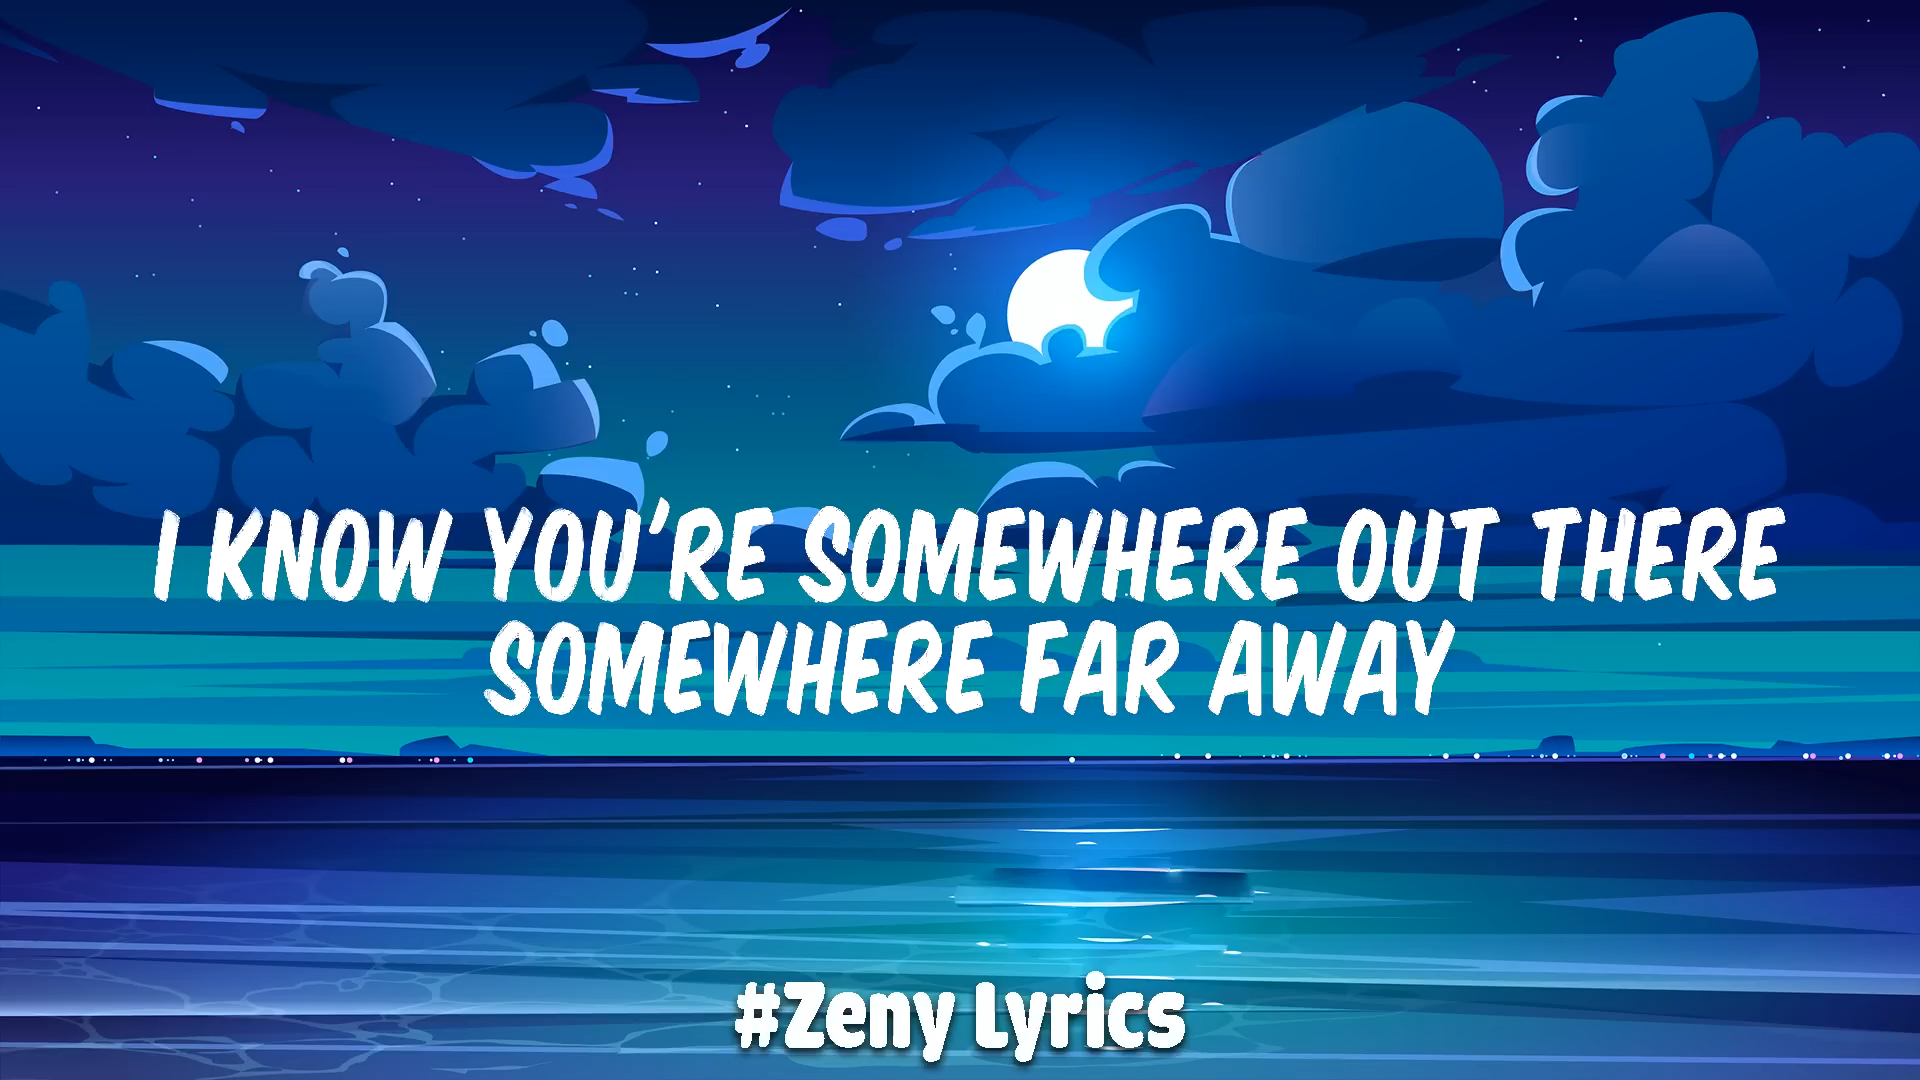 I KNOW YOU'RE SOMEWHERE OUT THERE
SOMEWHERE FAR AWAY
#Zeny Lyrics